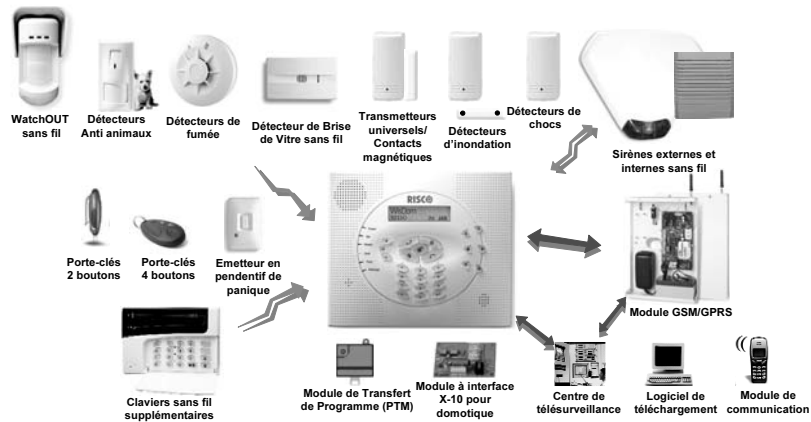 WatchOUT
sans fil
Détecteurs
Anti animaux
Détecteurs de
fumée
Détecteur de Brise
de Vitre sans fil
Transmetteurs
universels/
Contacts
magnétiques
Détecteurs
d'inondation
Détecteurs de
chocs
Sirènes externes et
internes sans fil
RISCO
Porte-clés
2 boutons
Porte-clés
4 boutons
Emetteur en
pendentif de
panique
Module GSM/GPRS
Claviers sans fil
supplémentaires
Module de Transfert
de Programme (PTM)
Module à interface
X-10 pour
domotique
Centre de
télésurveillance
Logiciel de
téléchargement
Module de
communication